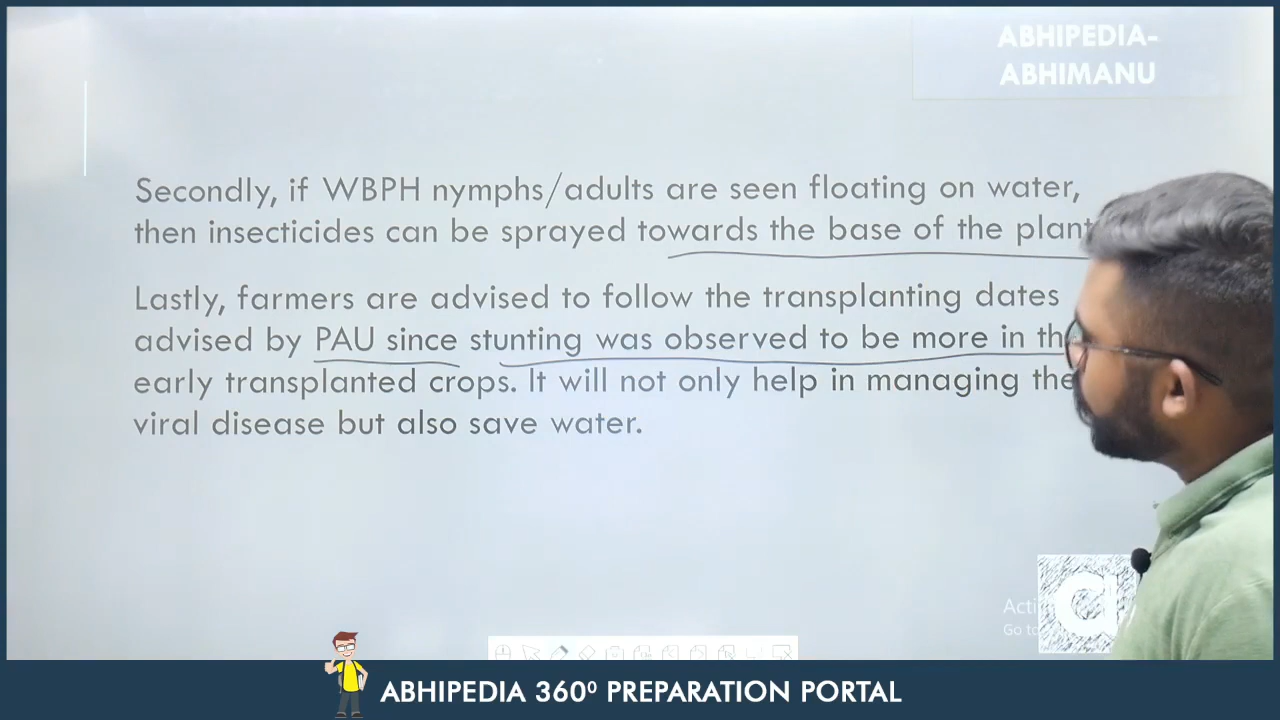 ABHIPEDIA-
ABHIMANU
Secondly, if WBPH nymphs/adults are seen floating on water,
then insecticides can be sprayed towards the base of the plant
Lastly, farmers are advised to follow the transplanting dates
advised by PAU since stunting was observed to be more in
early transplanted crops. It will not only help in managing the
viral disease but also save water.
Go to
ABHIPEDIA 360⁰ PREPARATION PORTAL